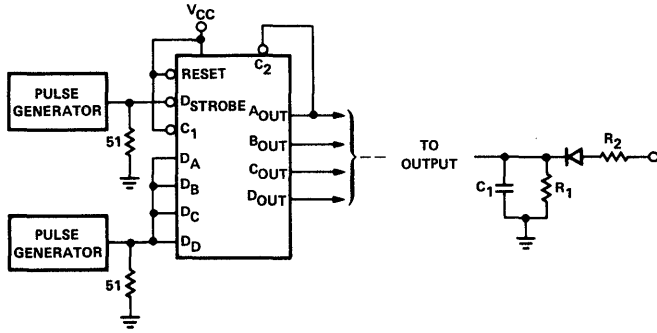 VCC
C2
PULSE
GENERATOR
51
RESET
DSTROBE
C1
DA
DB
DC
DD
AOUT
BOUT
COUT
DOUT
PULSE
GENERATOR
51
TO
OUTPUT
C1
R1
R2